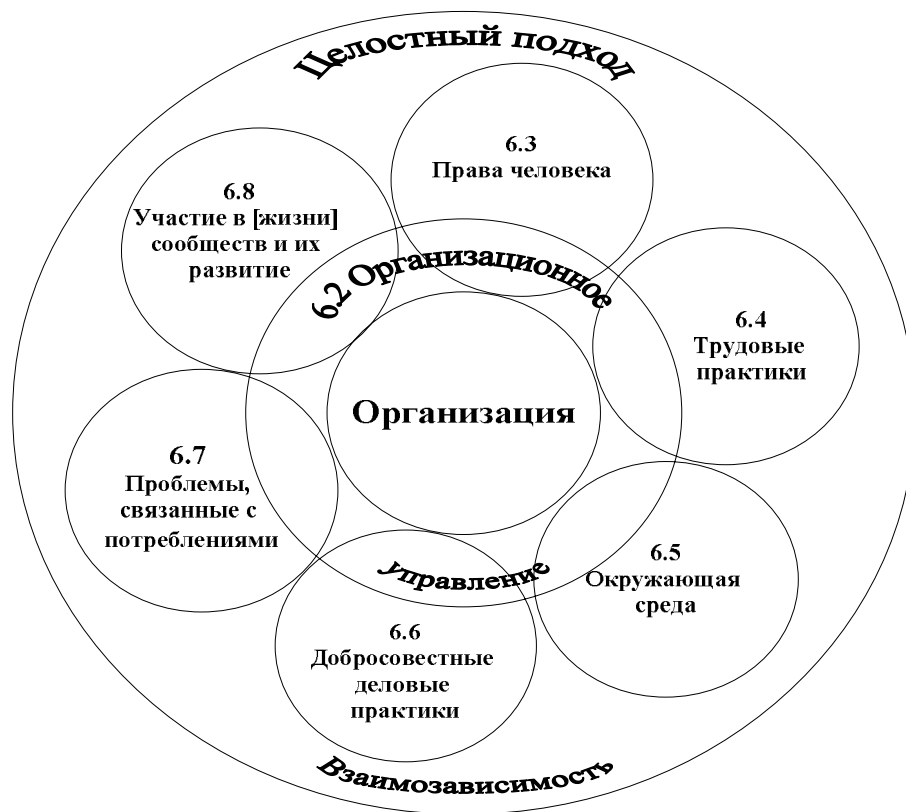 Целостный подход
6.3
Права человека
6.8
Участие в [жизни]
сообществ и их
развитие
6.2 Организационное
6.4
Трудовые
практики
Организация
6.7
Проблемы,
связанные с
потреблениями
управление
6.5
Окружающая
среда
6.6
Добросовестные
деловые
практики
Взаимозависимость